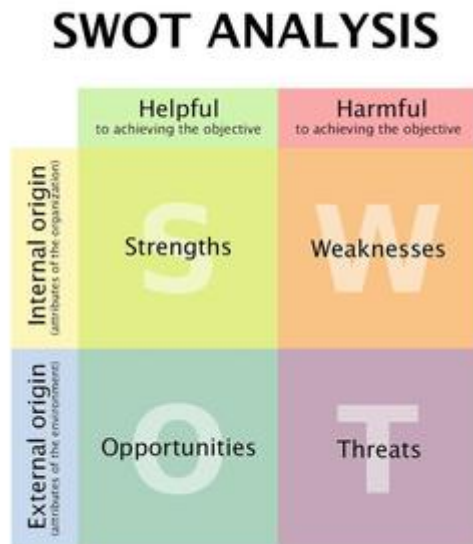 SWOT ANALYSIS
Helpful
to achieving the objective
Harmful
to achieving the objective
Internal origin
(attributes of the organization)
S
Strengths
W
Weaknesses
External origin
(attributes of the environment)
O
Opportunities
T
Threats